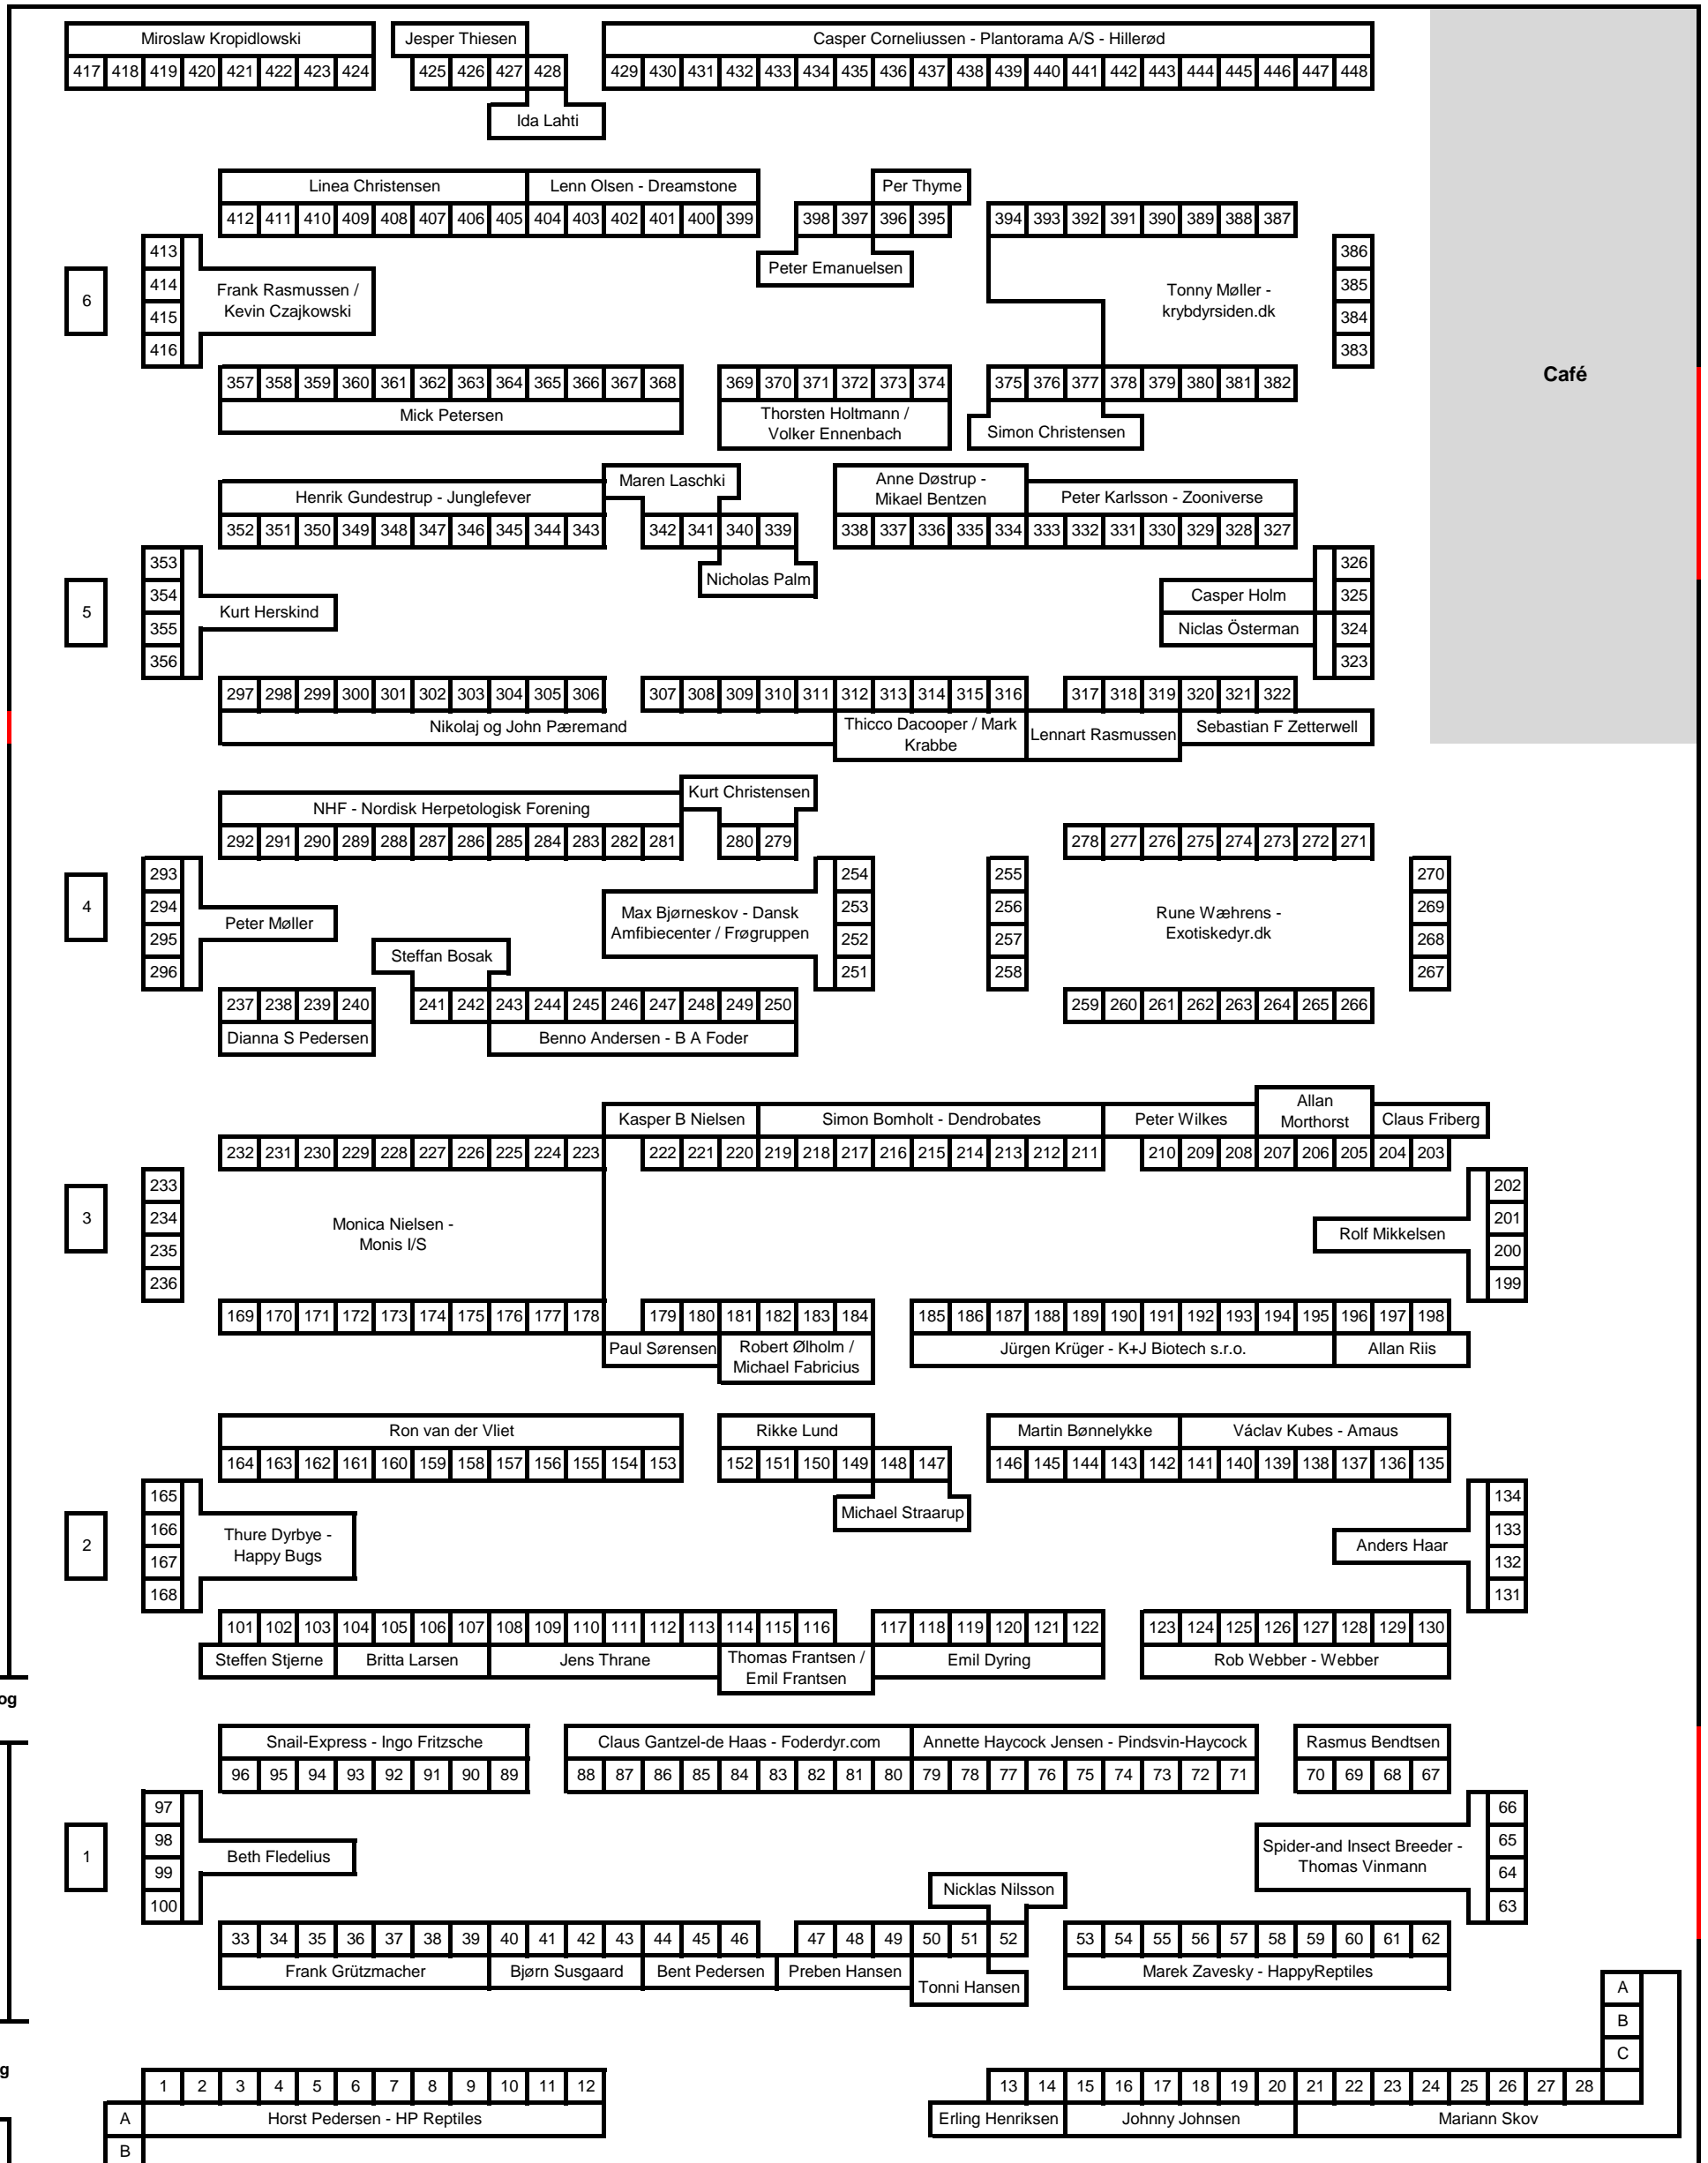 Miroslaw Kropidlowski Jesper Thiesen Casper Corneliussen - Plantorama A/S - Hillerød
417 418 419 420 421 422 423 424 425 426 427 428 429 430 431 432 433 434 435 436 437 438 439 440 441 442 443 444 445 446 447 448
Ida Lahti
Linea Christensen Lenn Olsen - Dreamstone Per Thyme
412 411 410 409 408 407 406 405 404 403 402 401 400 399 398 397 396 395 394 393 392 391 390 389 388 387
Peter Emanuelsen
413 386
414 385
415 384
416 383
6
Frank Rasmussen /
Kevin Czajkowski
Tonny Møller -
krybdyrsiden.dk
Café
357 358 359 360 361 362 363 364 365 366 367 368 369 370 371 372 373 374 375 376 377 378 379 380 381 382
Mick Petersen
Thorsten Holtmann /
Volker Ennenbach
Simon Christensen
Henrik Gundestrup - Junglefever
Maren Laschki
Anne Døstrup -
Mikael Bentzen
Peter Karlsson - Zooniverse
352 351 350 349 348 347 346 345 344 343 342 341 340 339 338 337 336 335 334 333 332 331 330 329 328 327
Nicholas Palm
353 326
354 325
355 324
356 323
5
Kurt Herskind
Casper Holm
Niclas Österman
297 298 299 300 301 302 303 304 305 306 307 308 309 310 311 312 313 314 315 316 317 318 319 320 321 322
Nikolaj og John Pæremand
Thicco Dacooper / Mark
Krabbe
Lennart Rasmussen
Sebastian F Zetterwell
NHF - Nordisk Herpetologisk Forening
Kurt Christensen
292 291 290 289 288 287 286 285 284 283 282 281 280 279 278 277 276 275 274 273 272 271
293 254 255 270
294 253 256 269
295 252 257 268
296 251 258 267
4
Peter Møller
Max Bjørneskov - Dansk
Amfibiecenter / Frøgruppen
Rune Wæhrens -
Exotiskedyr.dk
Steffan Bosak
237 238 239 240 241 242 243 244 245 246 247 248 249 250 259 260 261 262 263 264 265 266
Dianna S Pedersen Benno Andersen - B A Foder
Kasper B Nielsen Simon Bomholt - Dendrobates Peter Wilkes
Allan
Morthorst
Claus Friberg
232 231 230 229 228 227 226 225 224 223 222 221 220 219 218 217 216 215 214 213 212 211 210 209 208 207 206 205 204 203
233 202
234 201
235 200
236 199
3
Monica Nielsen -
Monis I/S
Rolf Mikkelsen
169 170 171 172 173 174 175 176 177 178 179 180 181 182 183 184 185 186 187 188 189 190 191 192 193 194 195 196 197 198
Paul Sørensen
Robert Ølholm /
Michael Fabricius
Jürgen Krüger - K+J Biotech s.r.o. Allan Riis
Ron van der Vliet Rikke Lund Martin Bønnelykke Václav Kubes - Amaus
164 163 162 161 160 159 158 157 156 155 154 153 152 151 150 149 148 147 146 145 144 143 142 141 140 139 138 137 136 135
Michael Straarup
165 134
166 133
167 132
168 131
2
Thure Dyrbye -
Happy Bugs
Anders Haar
101 102 103 104 105 106 107 108 109 110 111 112 113 114 115 116 117 118 119 120 121 122 123 124 125 126 127 128 129 130
Steffen Stjerne Britta Larsen Jens Thrane
Thomas Frantsen /
Emil Frantsen
Emil Dyring Rob Webber - Webber
og
Snail-Express - Ingo Fritzsche Claus Gantzel-de Haas - Foderdyr.com Annette Haycock Jensen - Pindsvin-Haycock Rasmus Bendtsen
96 95 94 93 92 91 90 89 88 87 86 85 84 83 82 81 80 79 78 77 76 75 74 73 72 71 70 69 68 67
97 66
98 65
99 64
100 63
1
Beth Fledelius
Spider-and Insect Breeder -
Thomas Vinmann
Nicklas Nilsson
33 34 35 36 37 38 39 40 41 42 43 44 45 46 47 48 49 50 51 52 53 54 55 56 57 58 59 60 61 62
Frank Grützmacher Bjørn Susgaard Bent Pedersen Preben Hansen
Tonni Hansen
Marek Zavesky - HappyReptiles
A
B
C
g
1 2 3 4 5 6 7 8 9 10 11 12 13 14 15 16 17 18 19 20 21 22 23 24 25 26 27 28
A Horst Pedersen - HP Reptiles Erling Henriksen Johnny Johnsen Mariann Skov
B